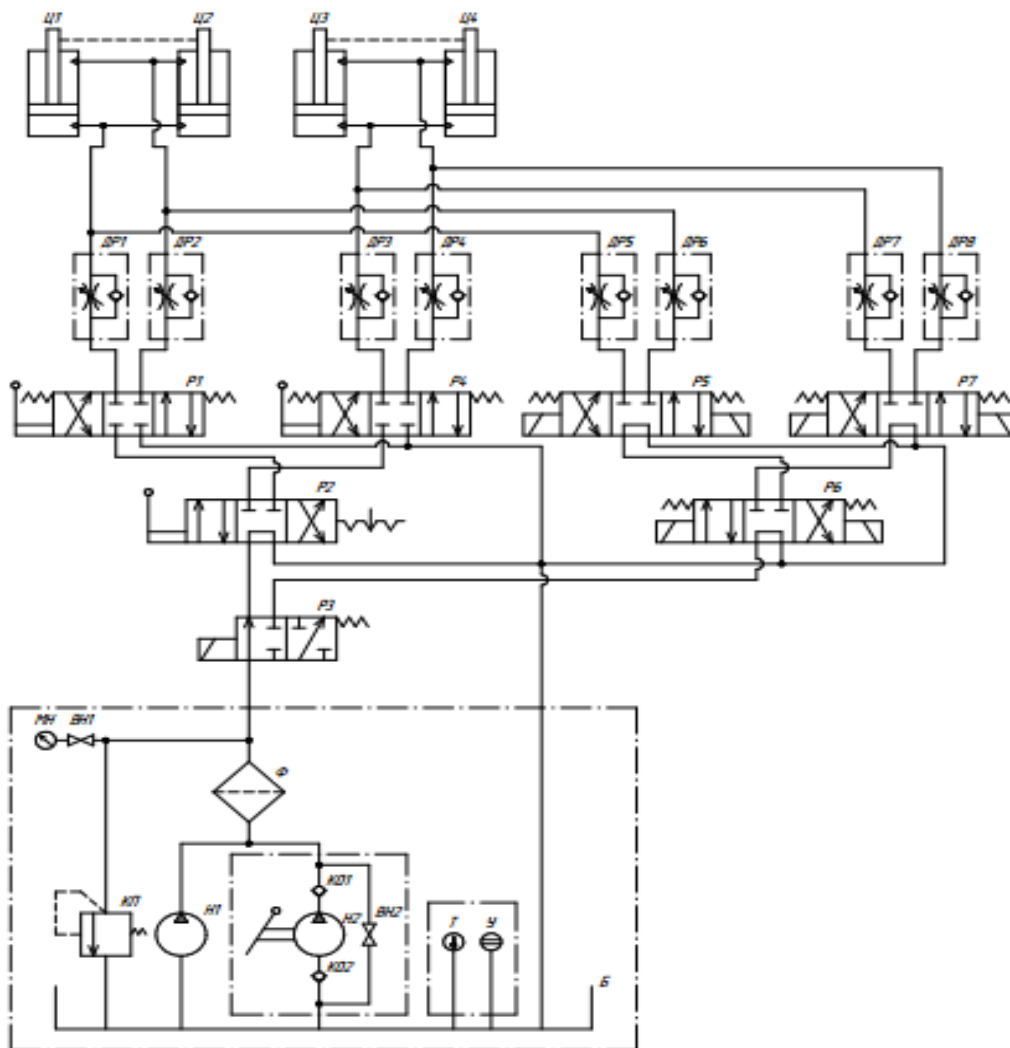 Ц1 Ц2 Ц3 Ц4
ДР1 ДР2 ДР3 ДР4 ДР5 ДР6 ДР7 ДР8
Р1 Р4 Р5 Р7
Р2 Р6
Р3
МН ВН1
Ф
КО1
КП Н1 Н2 ВН2 Т У
КО2 Б